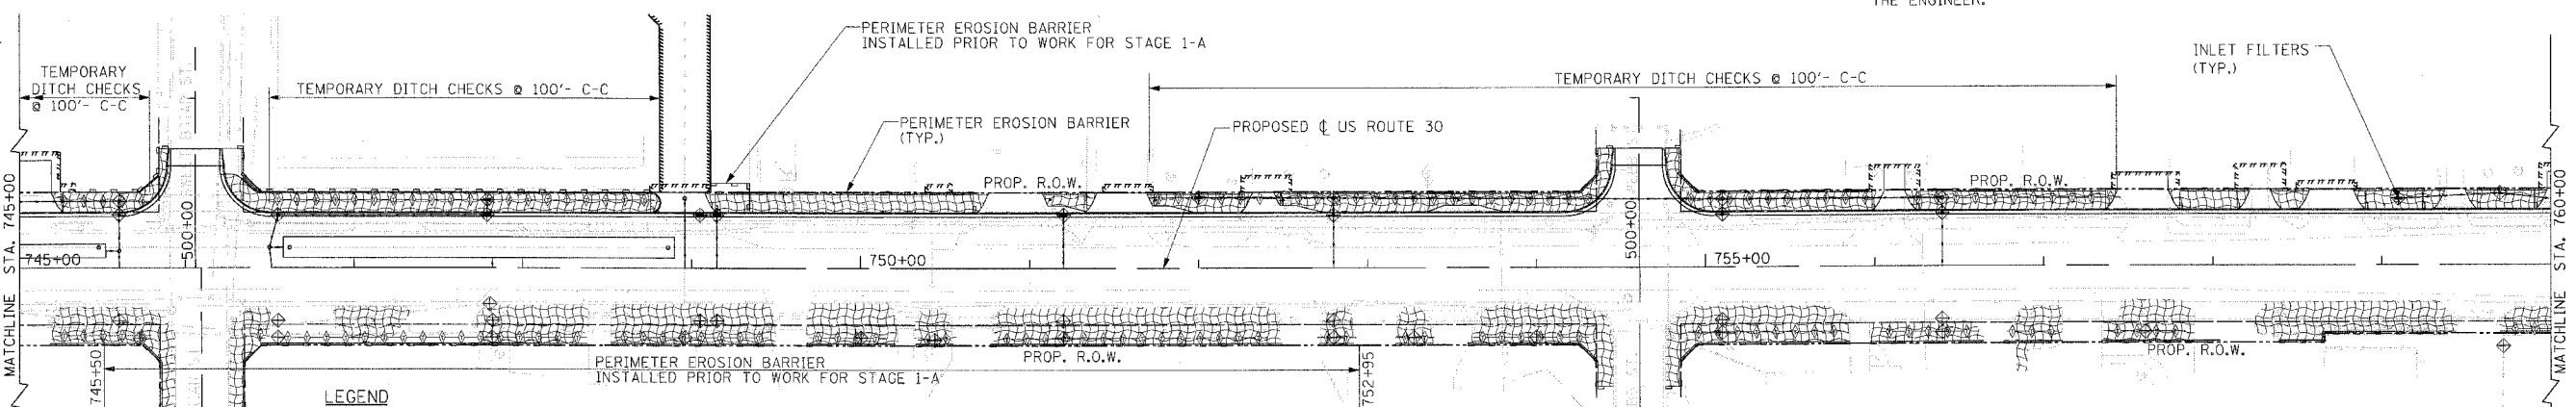 THE ENGINEER.
PERIMETER EROSION BARRIER
INSTALLED PRIOR TO WORK FOR STAGE 1-A
INLET FILTERS
(TYP.)
TEMPORARY
DITCH CHECKS
@ 100'- C-C
TEMPORARY DITCH CHECKS @ 100'- C-C
TEMPORARY DITCH CHECKS @ 100'- C-C
PERIMETER EROSION BARRIER
(TYP.)
PROPOSED ℄ US ROUTE 30
PROP. R.O.W.
PROP. R.O.W.
MATCHLINE STA. 745+00
500+00
500+00
MATCHLINE STA. 760+00
745+00
750+00
755+00
PERIMETER EROSION BARRIER
INSTALLED PRIOR TO WORK FOR STAGE 1-A
PROP. R.O.W.
PROP. R.O.W.
745+50
752+95
LEGEND